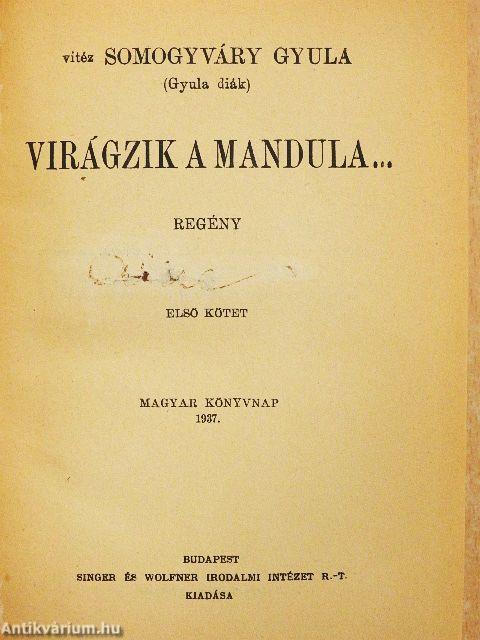 vitéz SOMOGYVÁRY GYULA
(Gyula diák)
VIRÁGZIK A MANDULA...
REGÉNY
ELSŐ KÖTET
MAGYAR KÖNYVNAP
1937.
BUDAPEST
SINGER ÉS WOLFNER IRODALMI INTÉZET R.-T.
KIADÁSA
Antikvárium.hu